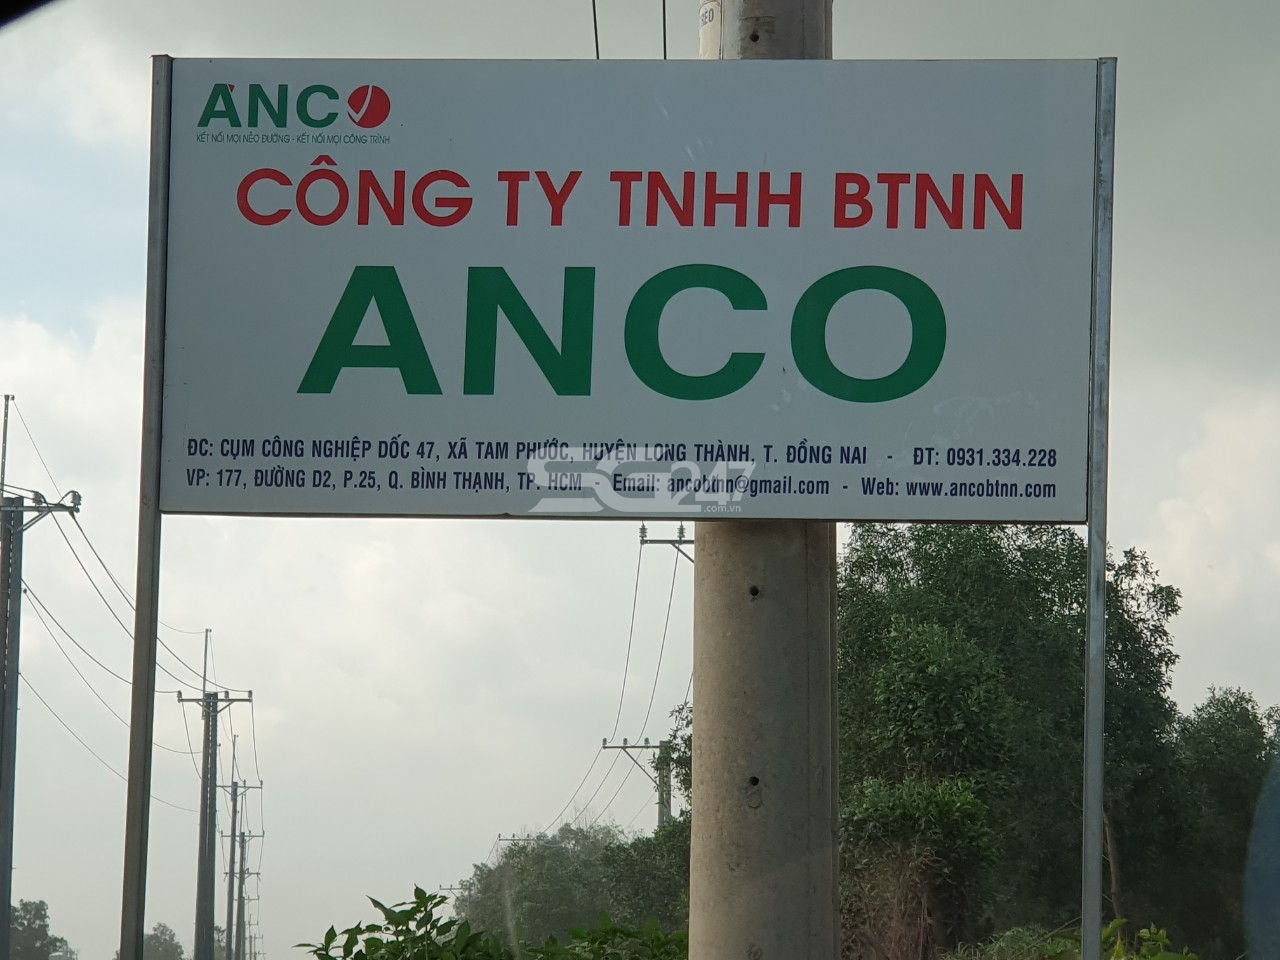 ANCO
KẾT NỐI MỌI NẺO ĐƯỜNG - KẾT NỐI MỌI CÔNG TRÌNH
CÔNG TY TNHH BTNN
ANCO
ĐC: CỤM CÔNG NGHIỆP DỐC 47, XÃ TAM PHƯỚC, HUYỆN LONG THÀNH, T. ĐỒNG NAI - ĐT: 0931.334.228
VP: 177, ĐƯỜNG D2, P.25, Q. BÌNH THẠNH, TP. HCM - Email: ancobtnn@gmail.com - Web: www.ancobtnn.com
SG247
.com.vn